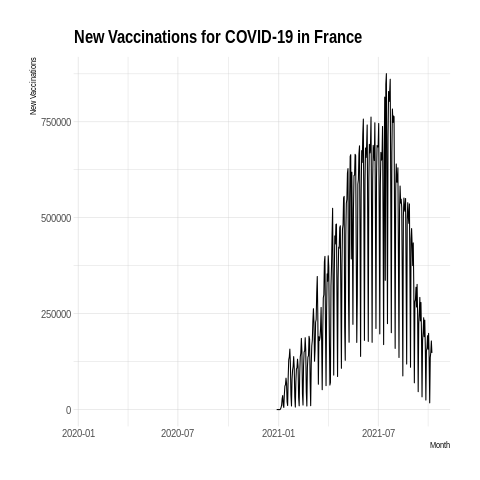 New Vaccinations for COVID-19 in France
New Vaccinations
750000
500000
250000
0
2020-01 2020-07 2021-01 2021-07
Month